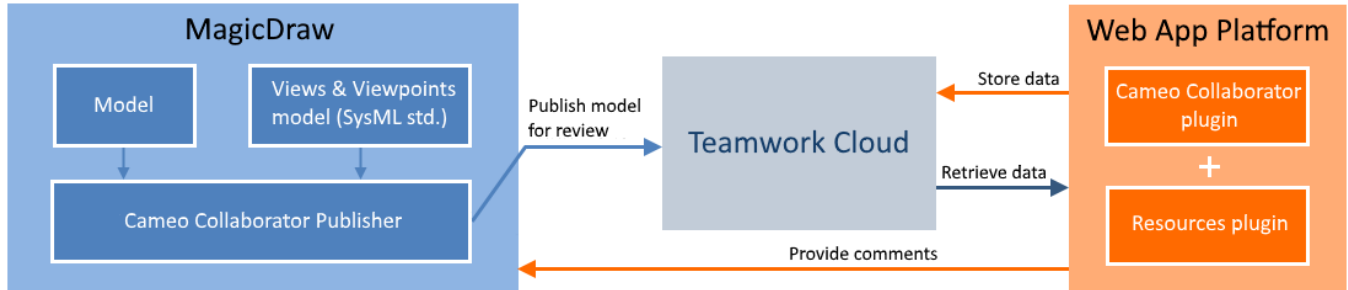 MagicDraw
Model
Views & Viewpoints
model (SysML std.)
Cameo Collaborator Publisher
Publish model
for review
Teamwork Cloud
Store data
Retrieve data
Provide comments
Web App Platform
Cameo Collaborator
plugin
+
Resources plugin